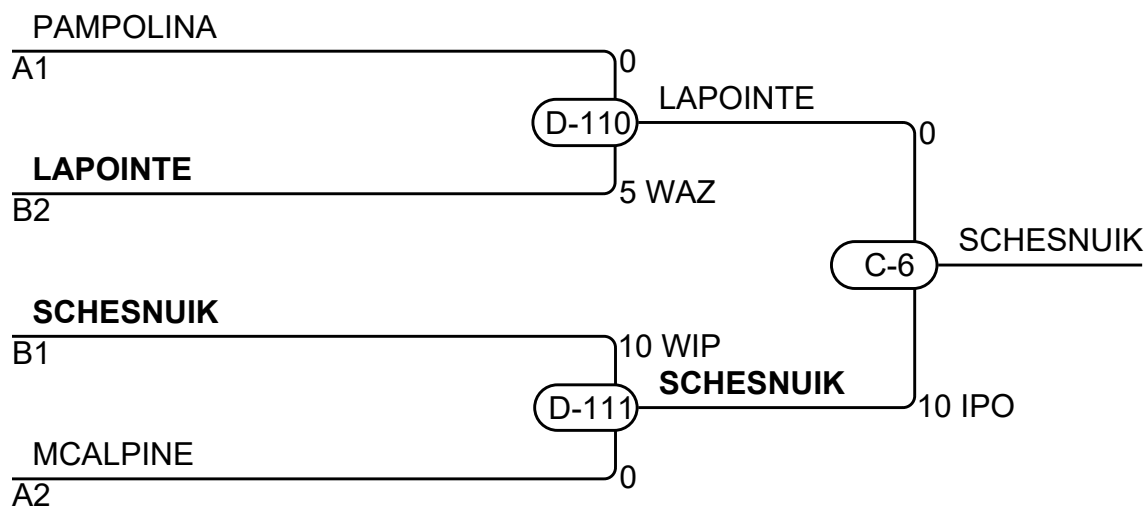 PAMPOLINA
A1
0
D-110
LAPOINTE
0
LAPOINTE
B2
5 WAZ
C-6
SCHESNUIK
SCHESNUIK
B1
10 WIP
D-111
SCHESNUIK
10 IPO
MCALPINE
A2
0